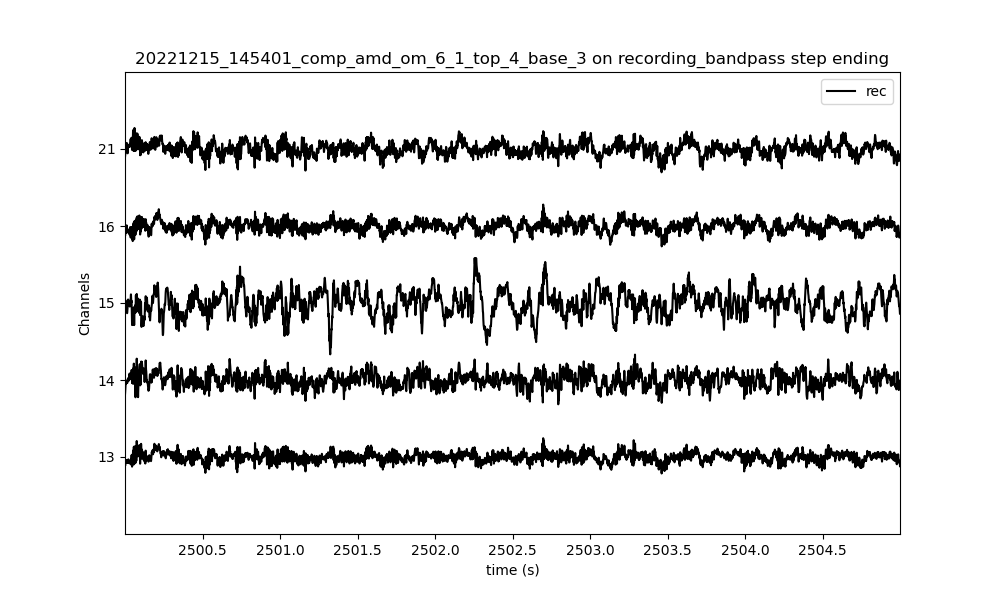 20221215_145401_comp_amd_om_6_1_top_4_base_3 on recording_bandpass step ending
rec
21
16
15
14
13
Channels
2500.5 2501.0 2501.5 2502.0 2502.5 2503.0 2503.5 2504.0 2504.5
time (s)